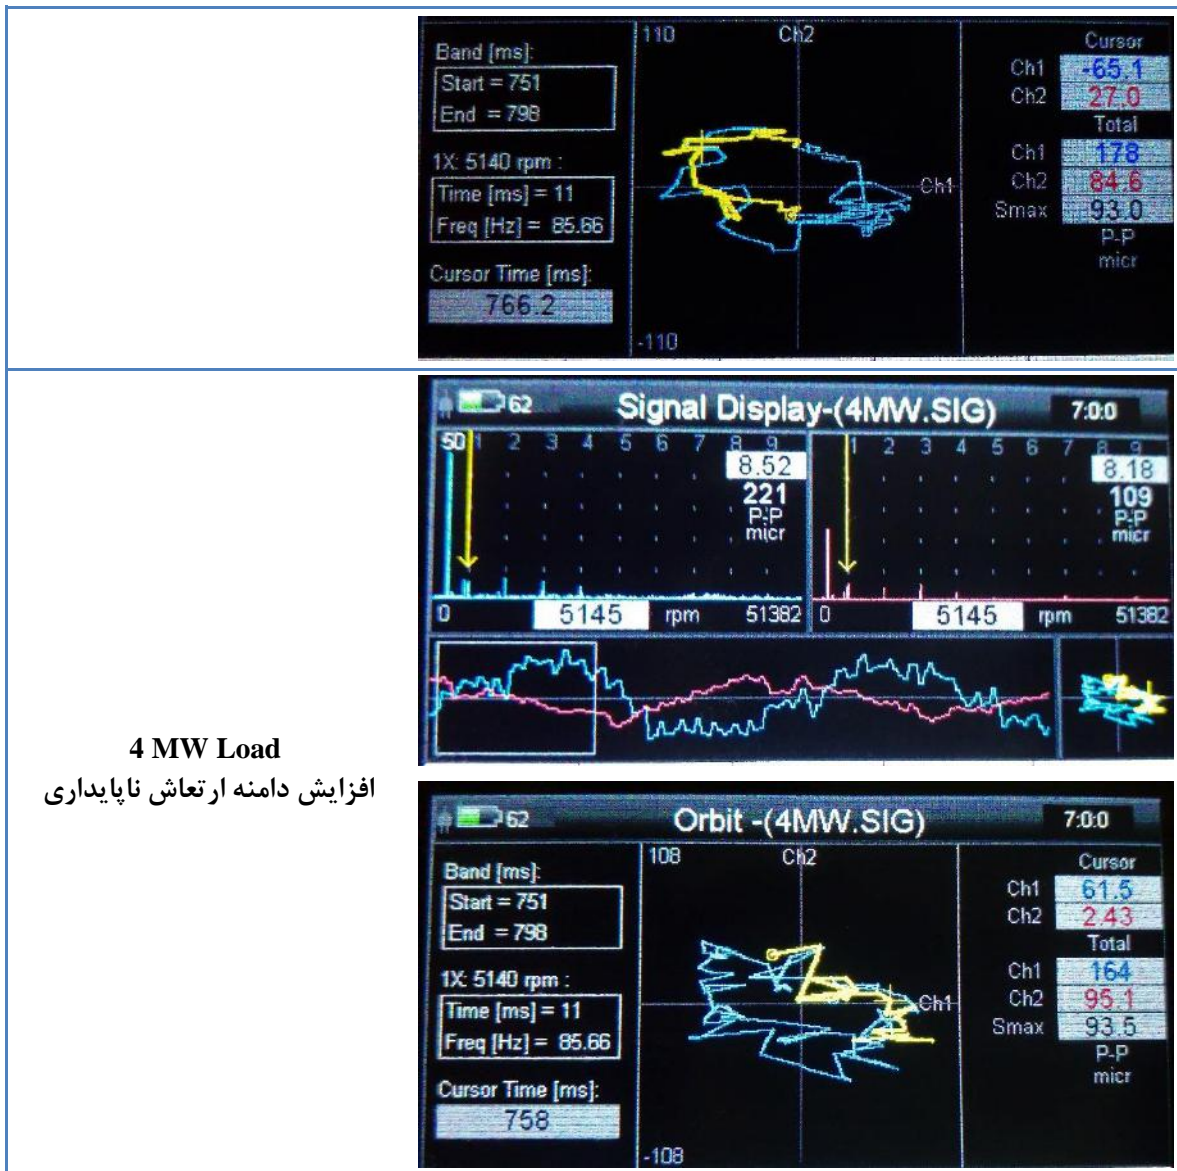 110
Ch2
Cursor
Band [ms]:
Start = 751
End = 798
Ch1 -65.1
Ch2 27.0
Total
1X: 5140 rpm :
Time [ms] = 11
Freq [Hz] = 85.66
Ch1
Ch1 178
Ch2 84.6
Smax 93.0
P-P
micr
Cursor Time [ms]:
766.2
-110
4 MW Load
افزایش دامنه ارتعاش ناپایداری
62 Signal Display-(4MW.SIG) 7:0:0
50 1 2 3 4 5 6 7 8 9
8.52
221
P-P
micr
0 5145 rpm 51382
1 2 3 4 5 6 7 8 9
8.18
109
P-P
micr
0 5145 rpm 51382
62 Orbit -(4MW.SIG) 7:0:0
108
Ch2
Cursor
Band [ms]:
Start = 751
End = 798
Ch1 61.5
Ch2 2.43
Total
1X: 5140 rpm :
Time [ms] = 11
Freq [Hz] = 85.66
Ch1
Ch1 164
Ch2 95.1
Smax 93.5
P-P
micr
Cursor Time [ms]:
758
-108